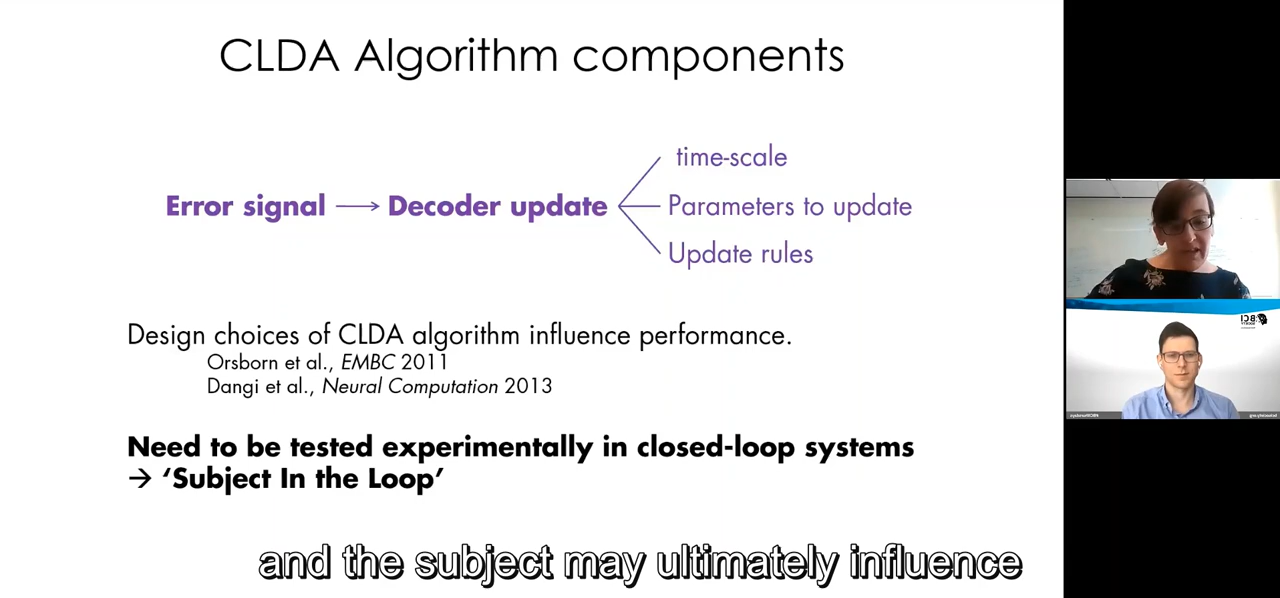 CLDA Algorithm components
time-scale
Error signal → Decoder update
Parameters to update
Update rules
Design choices of CLDA algorithm influence performance.
Orsborn et al., EMBC 2011
Dangi et al., Neural Computation 2013
Need to be tested experimentally in closed-loop systems
→ ‘Subject In the Loop’
BCI
and the subject may ultimately influence